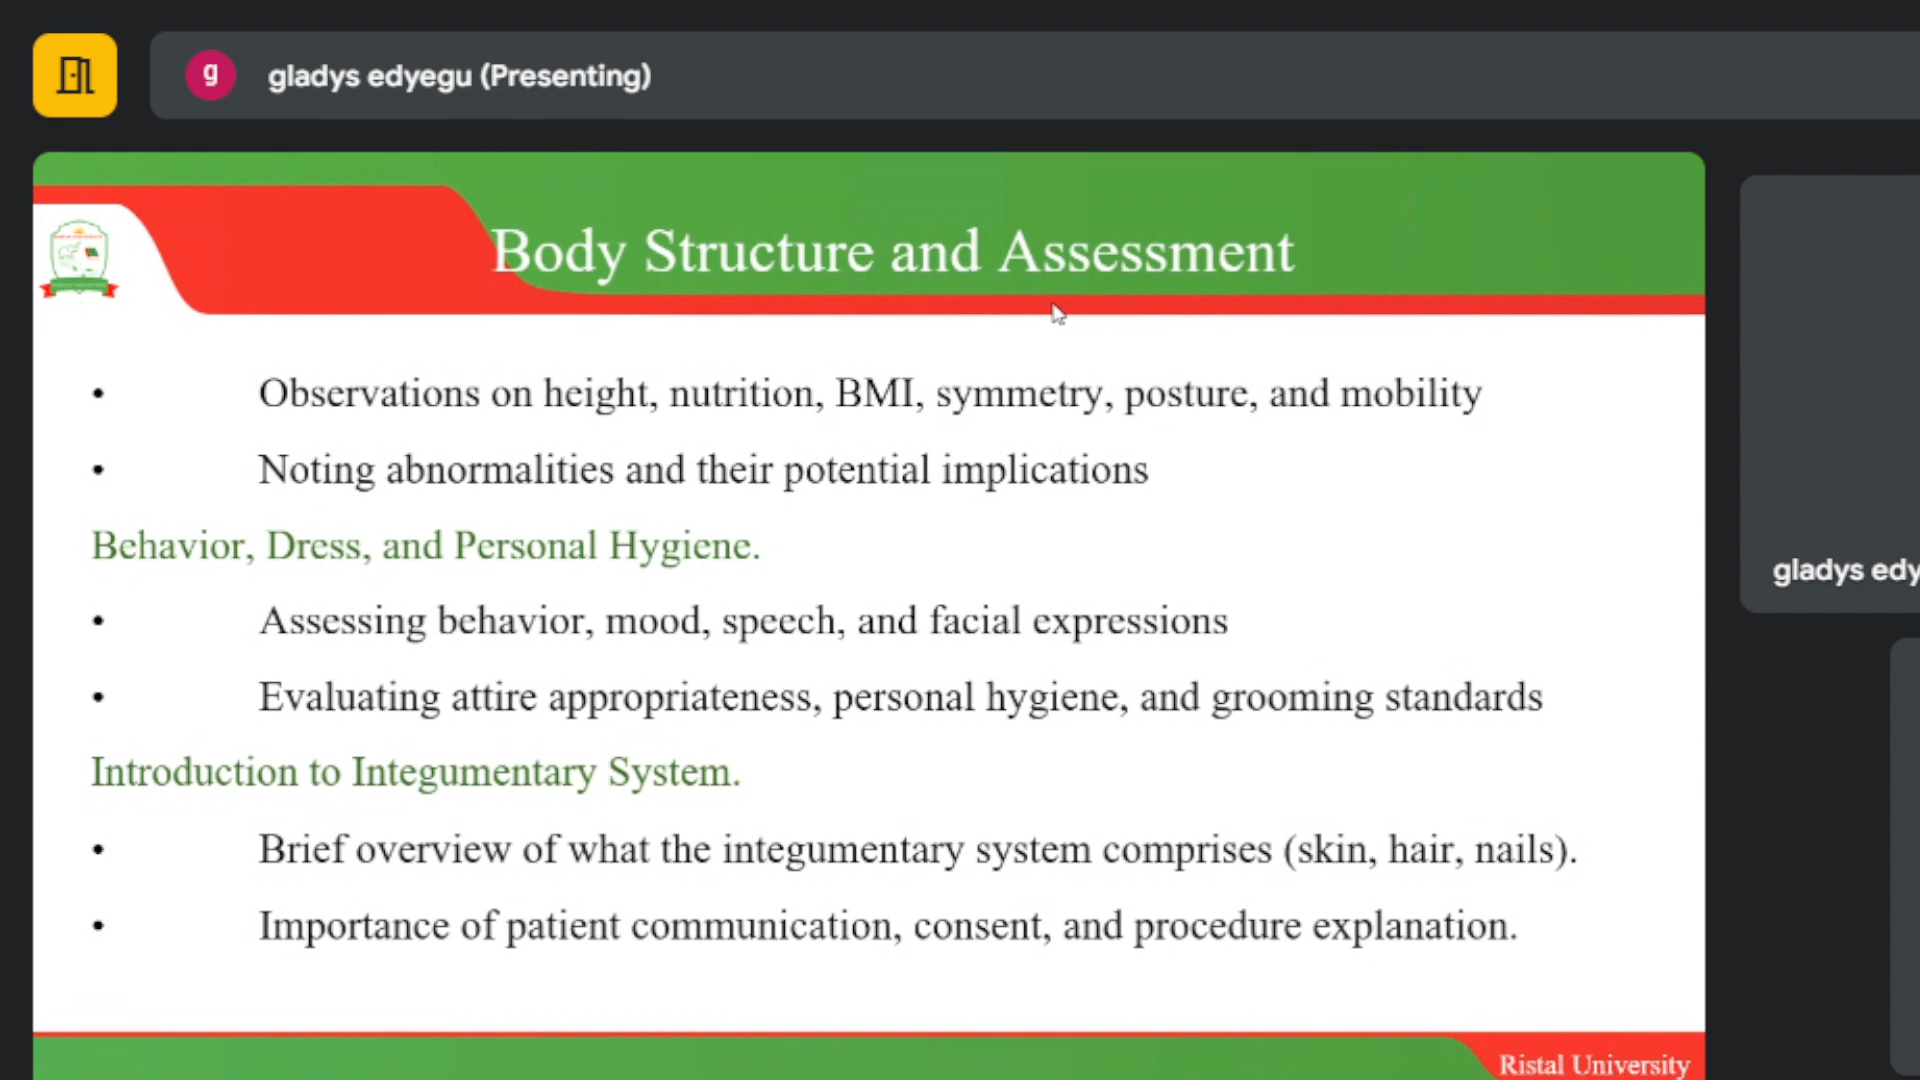 g gladys edyegu (Presenting)
Body Structure and Assessment
• Observations on height, nutrition, BMI, symmetry, posture, and mobility
• Noting abnormalities and their potential implications
Behavior, Dress, and Personal Hygiene.
• Assessing behavior, mood, speech, and facial expressions
• Evaluating attire appropriateness, personal hygiene, and grooming standards
Introduction to Integumentary System.
• Brief overview of what the integumentary system comprises (skin, hair, nails).
• Importance of patient communication, consent, and procedure explanation.
gladys edy
Ristal University